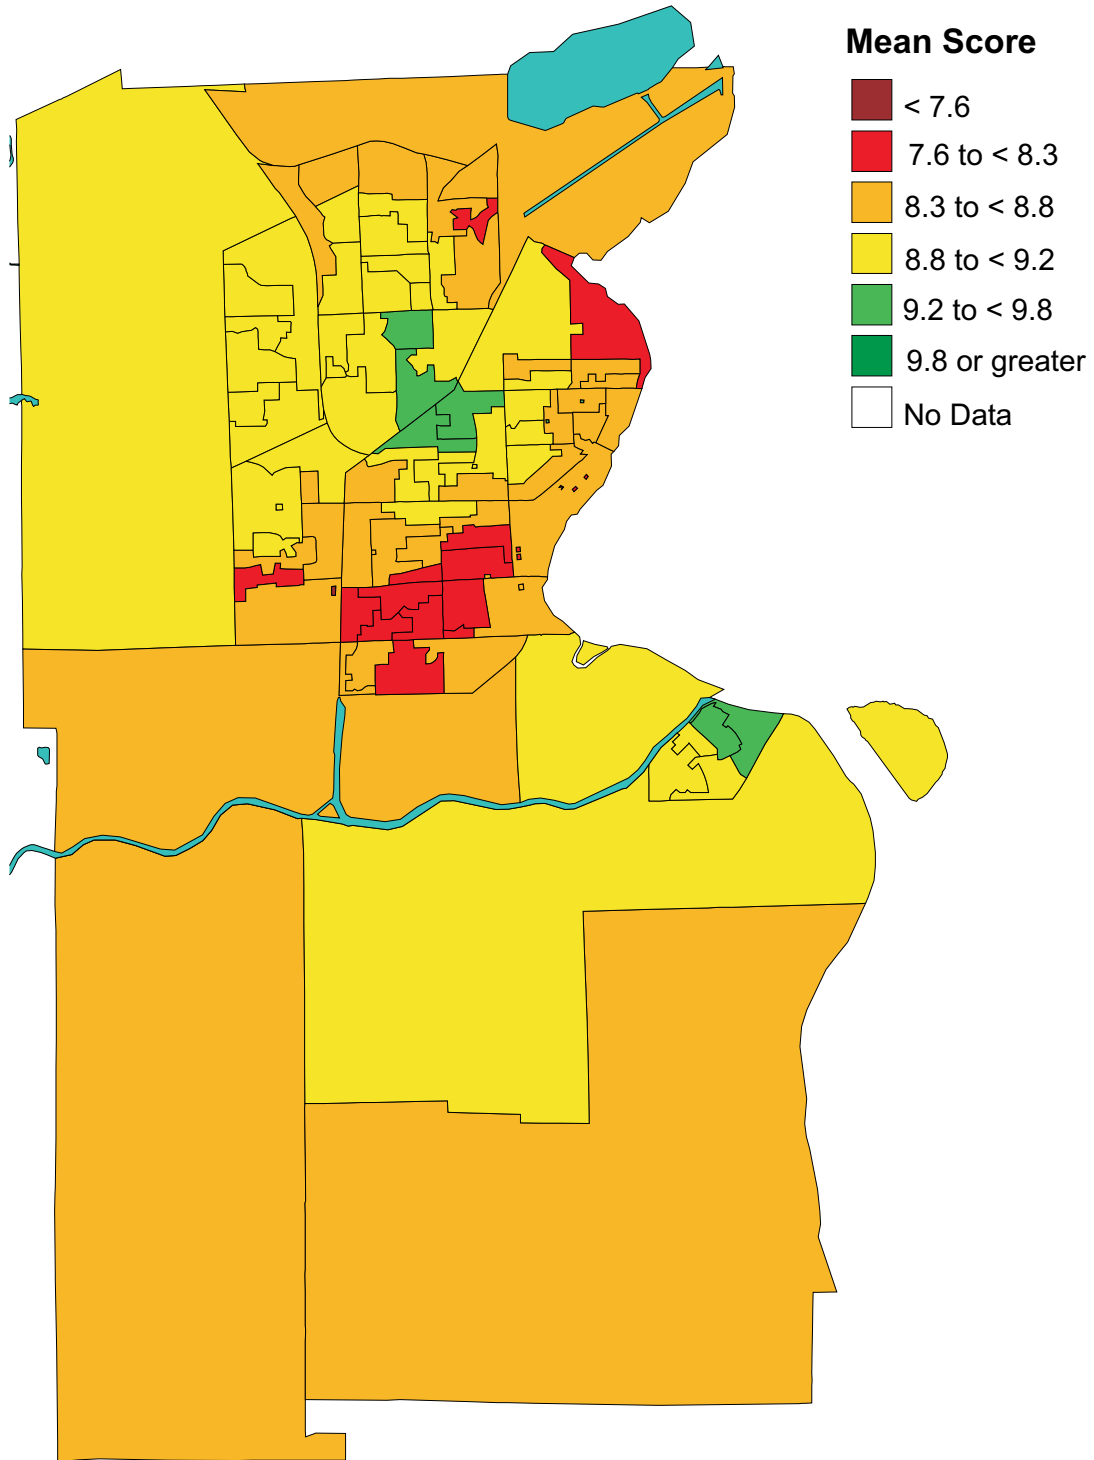 Mean Score
< 7.6
7.6 to < 8.3
8.3 to < 8.8
8.8 to < 9.2
9.2 to < 9.8
9.8 or greater
No Data